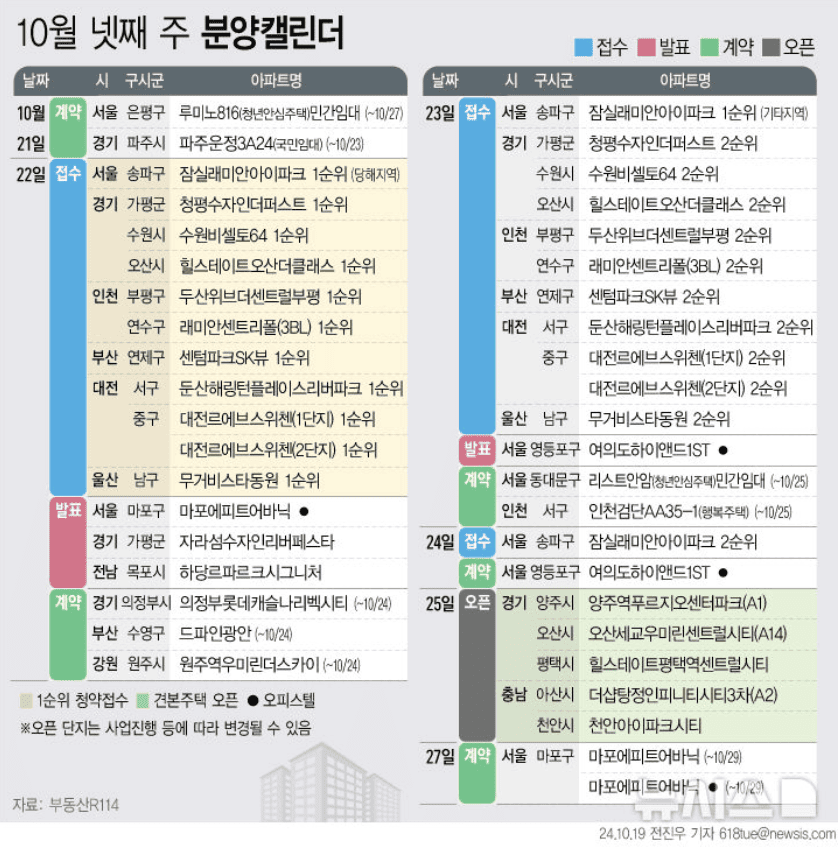 10월 넷째 주 분양캘린더
접수 발표 계약 오픈
날짜 시 구시군 아파트명
10월 21일 계약 서울 은평구 루미노816(청년안심주택)민간임대 (~10/27)
경기 파주시 파주운정3A24(국민임대) (~10/23)
22일 접수 서울 송파구 잠실래미안아이파크 1순위 (당해지역)
경기 가평군 청평수자인더퍼스트 1순위
수원시 수원비셀토64 1순위
오산시 힐스테이트오산더클래스 1순위
인천 부평구 두산위브더센트럴부평 1순위
연수구 래미안센트리폴(3BL) 1순위
부산 연제구 센텀파크SK뷰 1순위
대전 서구 둔산해링턴플레이스리버파크 1순위
중구 대전르에브스위첸(1단지) 1순위
대전르에브스위첸(2단지) 1순위
울산 남구 무거비스타동원 1순위
발표 서울 마포구 마포에피트어바닉 ●
경기 가평군 자라섬수자인리버페스타
전남 목포시 하당르파르크시그니처
계약 경기 의정부시 의정부롯데캐슬나리벡시티 (~10/24)
부산 수영구 드파인광안 (~10/24)
강원 원주시 원주역우미린더스카이 (~10/24)
1순위 청약접수 견본주택 오픈 ● 오피스텔
※오픈 단지는 사업진행 등에 따라 변경될 수 있음
자료: 부동산R114
날짜 시 구시군 아파트명
23일 접수 서울 송파구 잠실래미안아이파크 1순위 (기타지역)
경기 가평군 청평수자인더퍼스트 2순위
수원시 수원비셀토64 2순위
오산시 힐스테이트오산더클래스 2순위
인천 부평구 두산위브더센트럴부평 2순위
연수구 래미안센트리폴(3BL) 2순위
부산 연제구 센텀파크SK뷰 2순위
대전 서구 둔산해링턴플레이스리버파크 2순위
중구 대전르에브스위첸(1단지) 2순위
대전르에브스위첸(2단지) 2순위
울산 남구 무거비스타동원 2순위
발표 서울 영등포구 여의도하이앤드1ST ●
계약 서울 동대문구 리스트안암(청년안심주택)민간임대 (~10/25)
인천 서구 인천검단AA35-1(행복주택) (~10/25)
24일 접수 서울 송파구 잠실래미안아이파크 2순위
계약 서울 영등포구 여의도하이앤드1ST ●
25일 오픈 경기 양주시 양주역푸르지오센터파크(A1)
오산시 오산세교우미린센트럴시티(A14)
평택시 힐스테이트평택역센트럴시티
충남 아산시 더샵탕정인피니티시티3차(A2)
천안시 천안아이파크시티
27일 계약 서울 마포구 마포에피트어바닉 (~10/29)
마포에피트어바닉 ● (~10/29)
뉴시스
24.10.19 전진우 기자 618tue@newsis.com